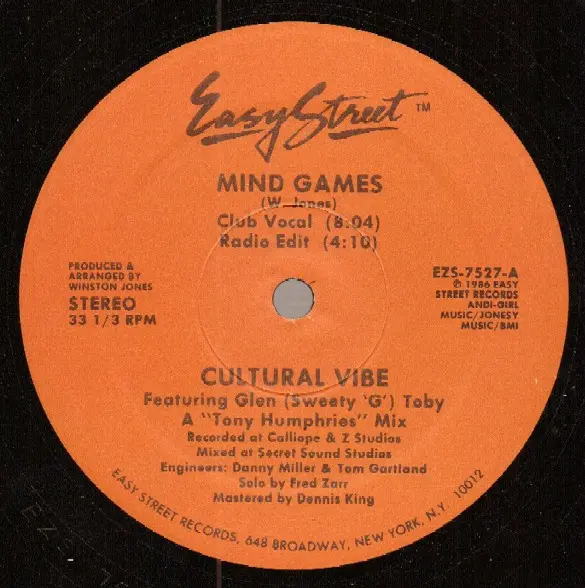 Easy Street ™
MIND GAMES
(W. Jones)
Club Vocal (8:04)
Radio Edit (4:10)
PRODUCED &
ARRANGED BY
WINSTON JONES
STEREO
33 1/3 RPM
EZS-7527-A
℗ 1986 EASY
STREET RECORDS
ANDI-GIRL
MUSIC/JONESY
MUSIC/BMI
CULTURAL VIBE
Featuring Glen (Sweety 'G') Toby
A "Tony Humphries" Mix
Recorded at Calliope & Z Studios
Mixed at Secret Sound Studios
Engineers: Danny Miller & Tom Gartland
Solo by Fred Zarr
Mastered by Dennis King
EASY STREET RECORDS, 648 BROADWAY, NEW YORK, N.Y. 10012